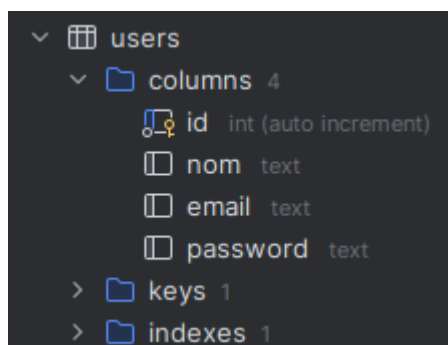 users
columns 4
id int (auto increment)
nom text
email text
password text
keys 1
indexes 1